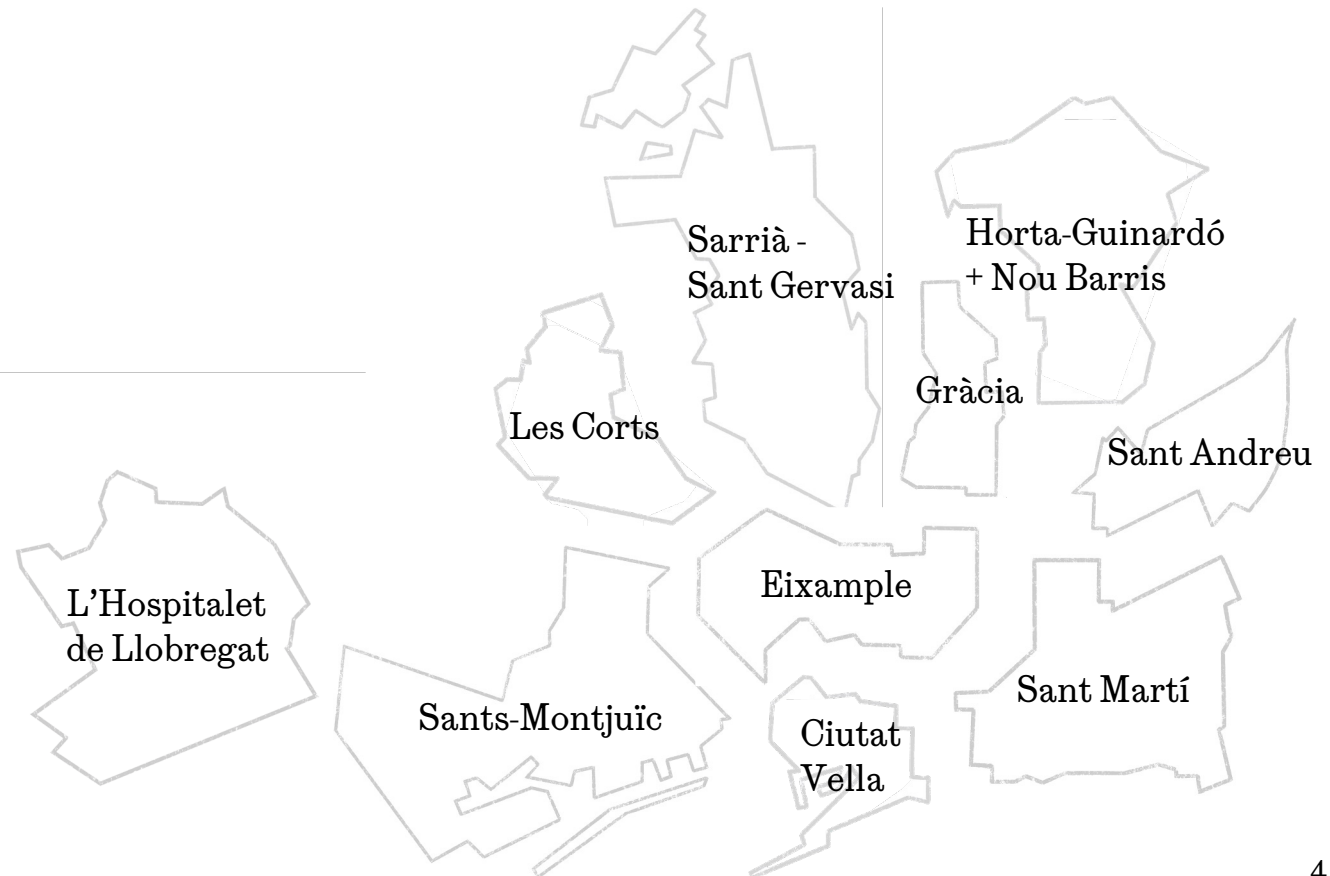 Sarrià -
Sant Gervasi
Horta-Guinardó
+ Nou Barris
Gràcia
Les Corts
Sant Andreu
Eixample
L’Hospitalet
de Llobregat
Sant Martí
Sants-Montjuïc
Ciutat
Vella
4